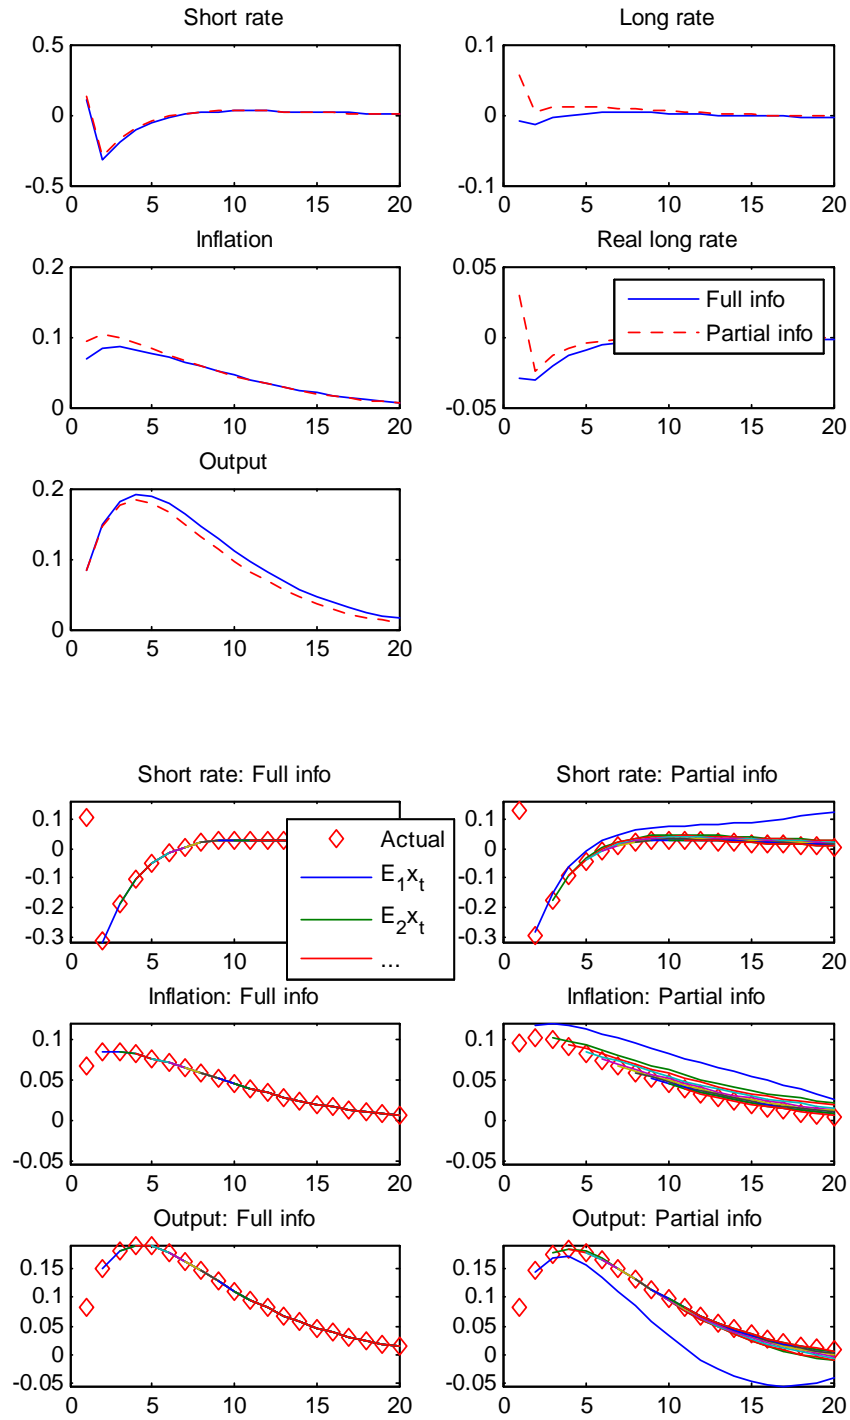 Short rate
Long rate
0.5
0
-0.5
0 5 10 15 20
0.1
0
-0.1
0 5 10 15 20
Inflation
Real long rate
0.2
0.1
0
0 5 10 15 20
0.05
0
-0.05
0 5 10 15 20
Full info
Partial info
Output
0.2
0.1
0
0 5 10 15 20
Short rate: Full info
Short rate: Partial info
0.1
0
-0.1
-0.2
-0.3
0 5 10 15 20
Actual
E1xt
E2xt
...
0.1
0
-0.1
-0.2
-0.3
0 5 10 15 20
Inflation: Full info
Inflation: Partial info
0.1
0.05
0
-0.05
0 5 10 15 20
0.1
0.05
0
-0.05
0 5 10 15 20
Output: Full info
Output: Partial info
0.15
0.1
0.05
0
-0.05
0 5 10 15 20
0.15
0.1
0.05
0
-0.05
0 5 10 15 20